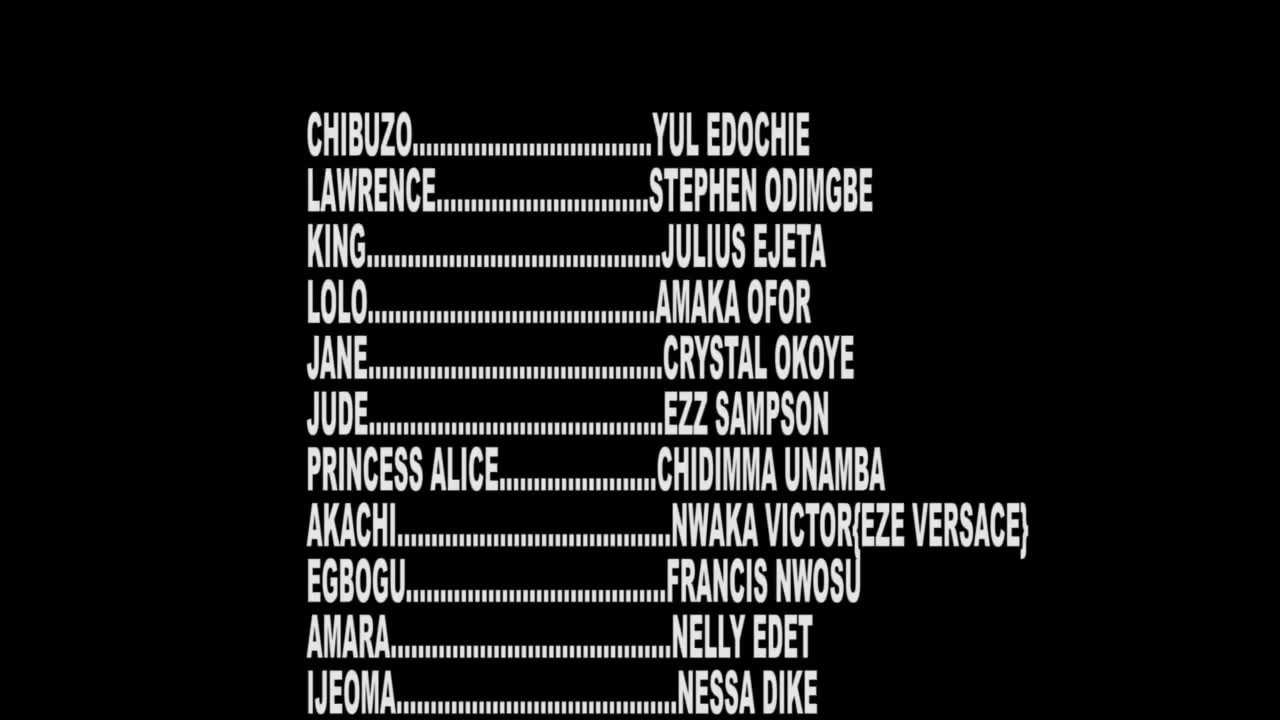 CHIBUZO...................................YUL EDOCHIE
LAWRENCE...............................STEPHEN ODIMGBE
KING...........................................JULIUS EJETA
LOLO..........................................AMAKA OFOR
JANE...........................................CRYSTAL OKOYE
JUDE...........................................EZZ SAMPSON
PRINCESS ALICE.......................CHIDIMMA UNAMBA
AKACHI........................................NWAKA VICTOR{EZE VERSACE}
EGBOGU......................................FRANCIS NWOSU
AMARA.........................................NELLY EDET
IJEOMA.........................................NESSA DIKE